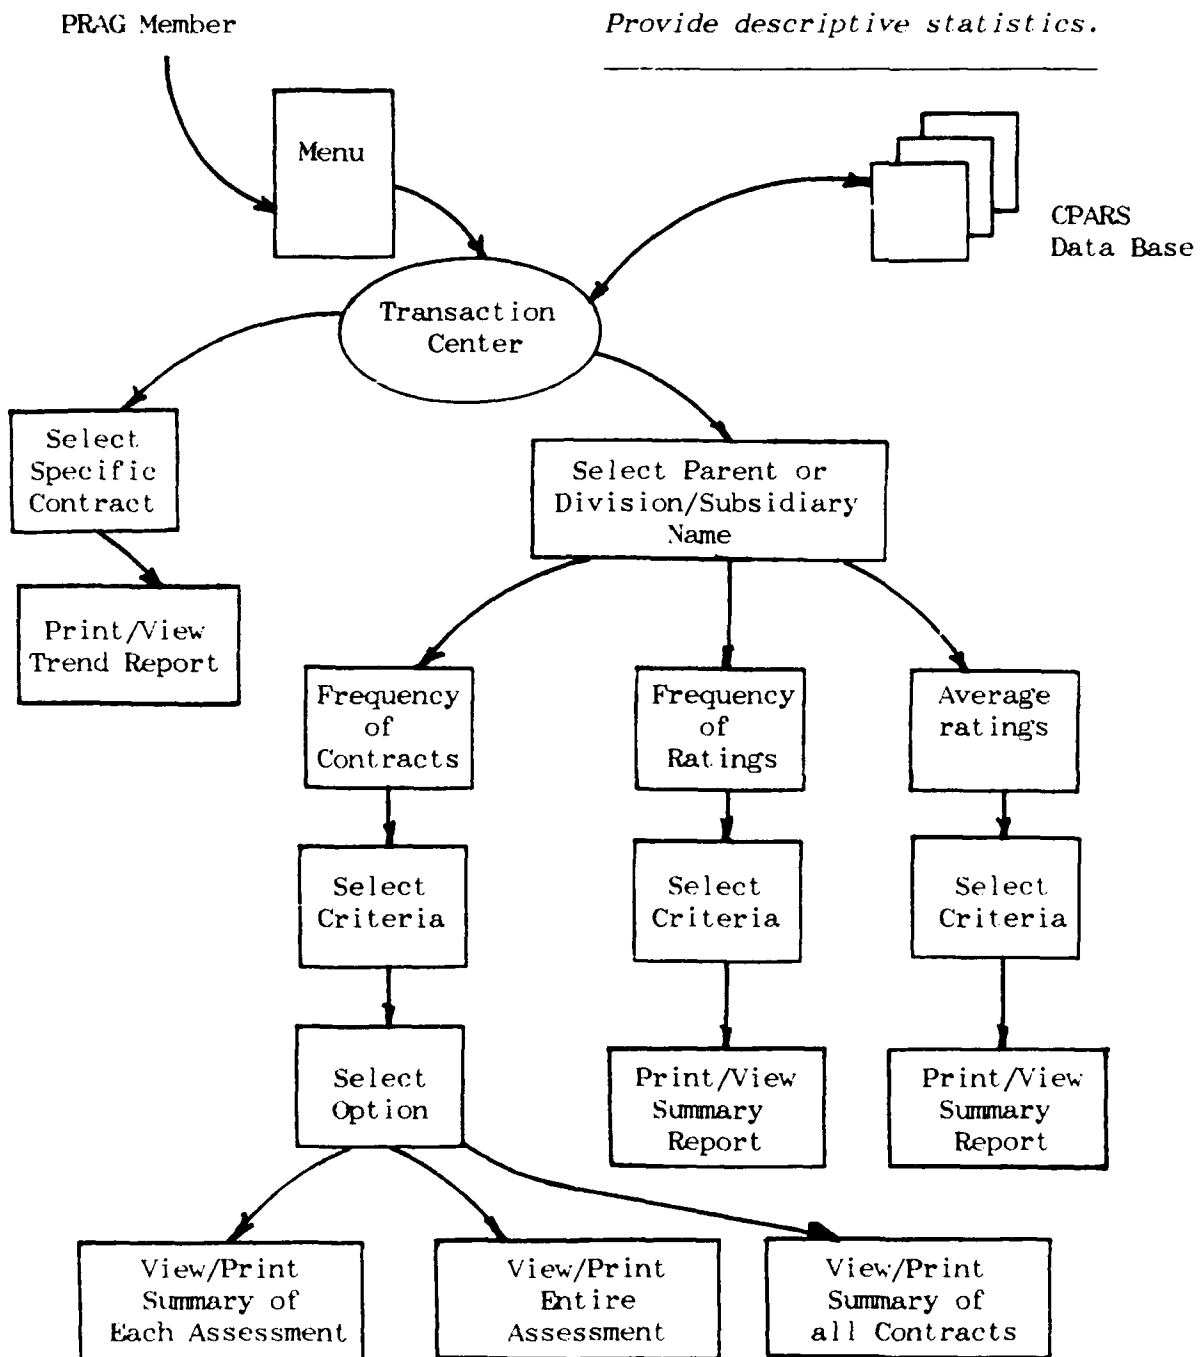 PRAG Member
Provide descriptive statistics.
Menu
CPARS
Data Base
Transaction
Center
Select
Specific
Contract
Select Parent or
Division/Subsidiary
Name
Print/View
Trend Report
Frequency
of
Contracts
Frequency
of
Ratings
Average
ratings
Select
Criteria
Select
Criteria
Select
Criteria
Select
Option
Print/View
Summary
Report
Print/View
Summary
Report
View/Print
Summary of
Each Assessment
View/Print
Entire
Assessment
View/Print
Summary of
all Contracts